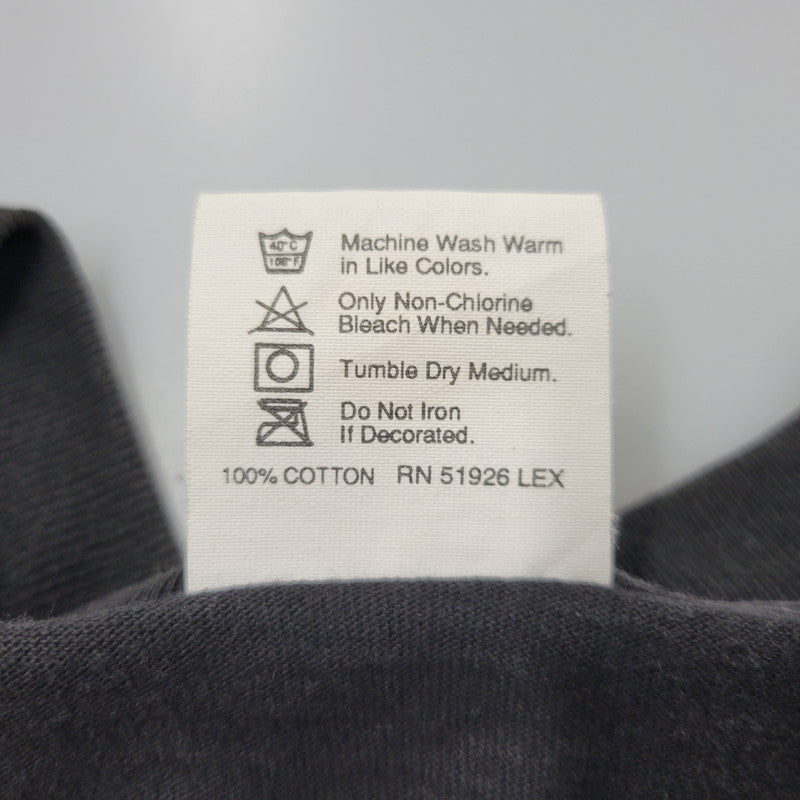 40°C
Machine Wash Warm
in Like Colors.
Only Non-Chlorine
Bleach When Needed.
Tumble Dry Medium.
Do Not Iron
If Decorated.
100% COTTON RN 51926 LEX